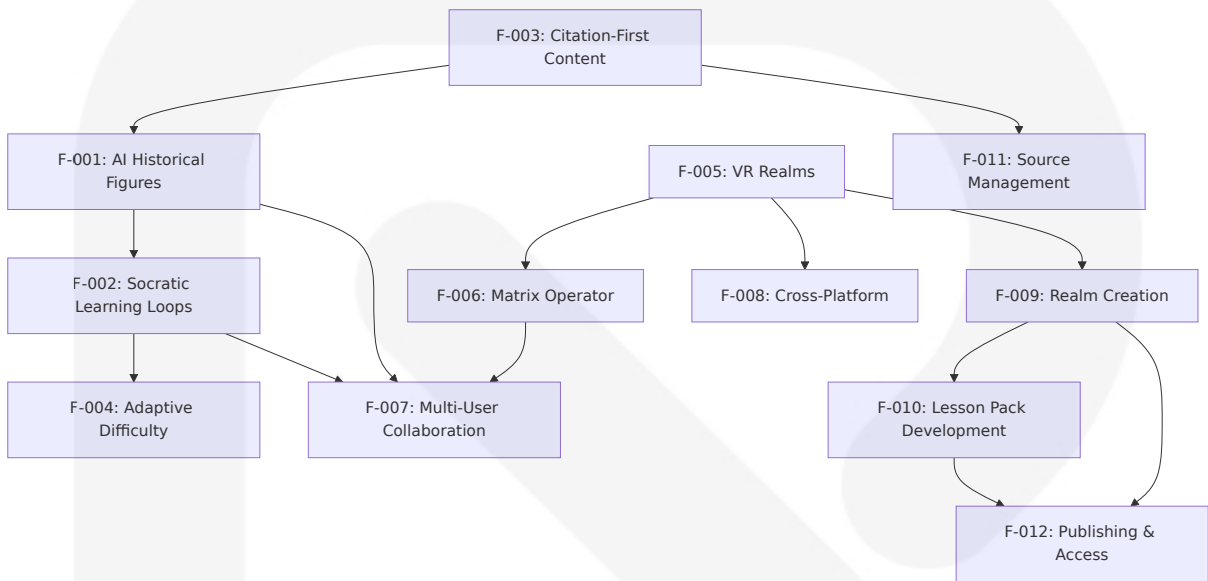 F-003: Citation-First
Content
F-001: AI Historical
Figures
F-005: VR Realms
F-011: Source
Management
F-002: Socratic
Learning Loops
F-006: Matrix Operator
F-008: Cross-Platform
F-009: Realm Creation
F-004: Adaptive
Difficulty
F-007: Multi-User
Collaboration
F-010: Lesson Pack
Development
F-012: Publishing &
Access